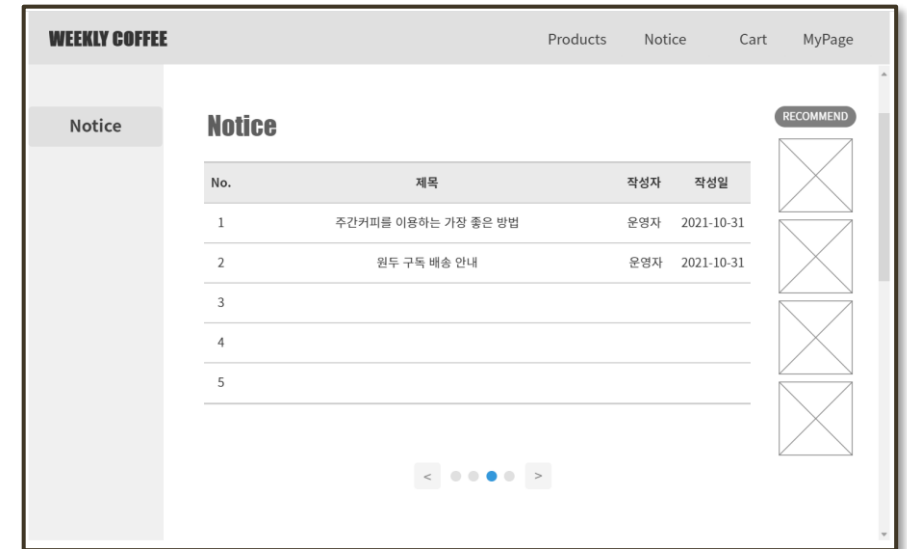 WEEKLY COFFEE
Products Notice Cart MyPage
Notice
Notice
RECOMMEND
No. 제목 작성자 작성일
1 주간커피를 이용하는 가장 좋은 방법 운영자 2021-10-31
2 원두 구독 배송 안내 운영자 2021-10-31
3
4
5
< >